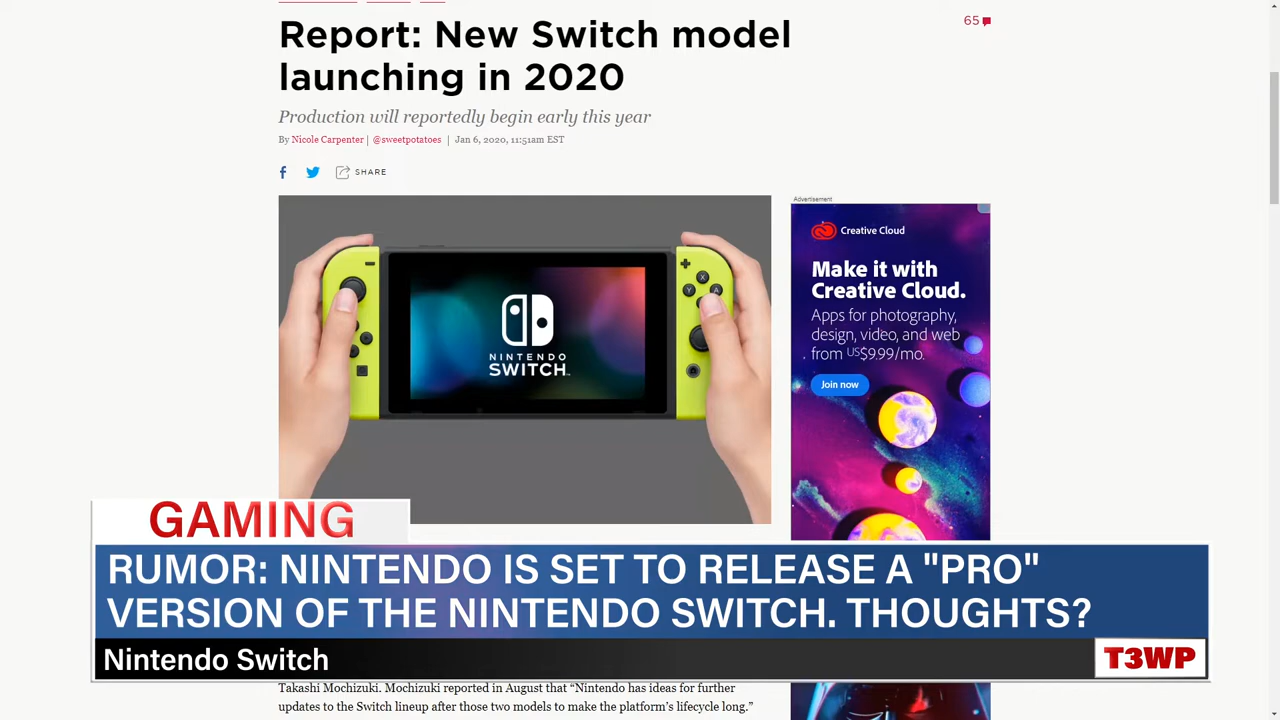 65
Report: New Switch model
launching in 2020
Production will reportedly begin early this year
By Nicole Carpenter | @sweetpotatoes | Jan 6, 2020, 11:51am EST
SHARE
NINTENDO
SWITCH
X
Y
A
Advertisement
Creative Cloud
Make it with
Creative Cloud.
Apps for photography,
design, video, and web
from US$9.99/mo.
Join now
GAMING
RUMOR: NINTENDO IS SET TO RELEASE A "PRO"
VERSION OF THE NINTENDO SWITCH. THOUGHTS?
Nintendo Switch
T3WP
Takashi Mochizuki. Mochizuki reported in August that “Nintendo has ideas for further
updates to the Switch lineup after those two models to make the platform’s lifecycle long.”